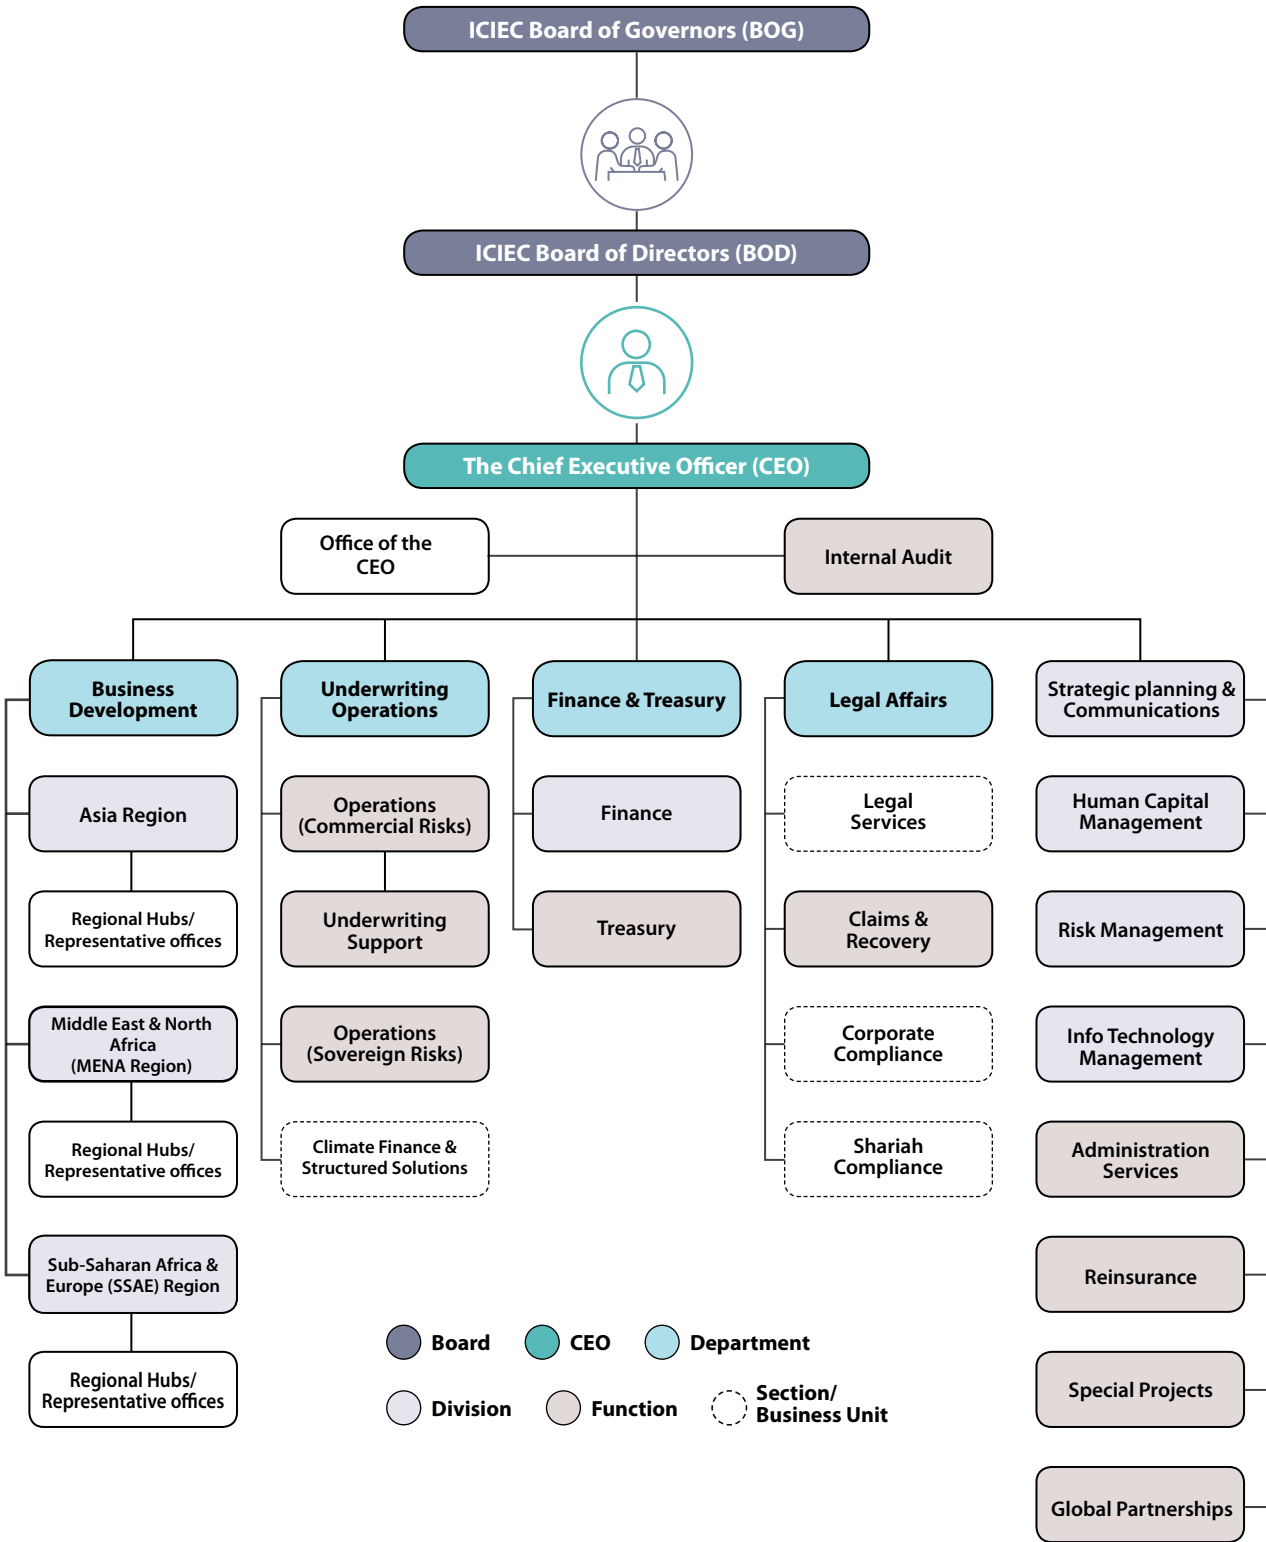 ICIEC Board of Governors (BOG)
ICIEC Board of Directors (BOD)
The Chief Executive Officer (CEO)
Office of the
CEO
Internal Audit
Business
Development
Asia Region
Regional Hubs/
Representative offices
Middle East & North
Africa
(MENA Region)
Regional Hubs/
Representative offices
Sub-Saharan Africa &
Europe (SSAE) Region
Regional Hubs/
Representative offices
Underwriting
Operations
Operations
(Commercial Risks)
Underwriting
Support
Operations
(Sovereign Risks)
Climate Finance &
Structured Solutions
Finance & Treasury
Finance
Treasury
Legal Affairs
Legal
Services
Claims &
Recovery
Corporate
Compliance
Shariah
Compliance
Strategic planning &
Communications
Human Capital
Management
Risk Management
Info Technology
Management
Administration
Services
Reinsurance
Special Projects
Global Partnerships
Board
CEO
Department
Division
Function
Section/
Business Unit